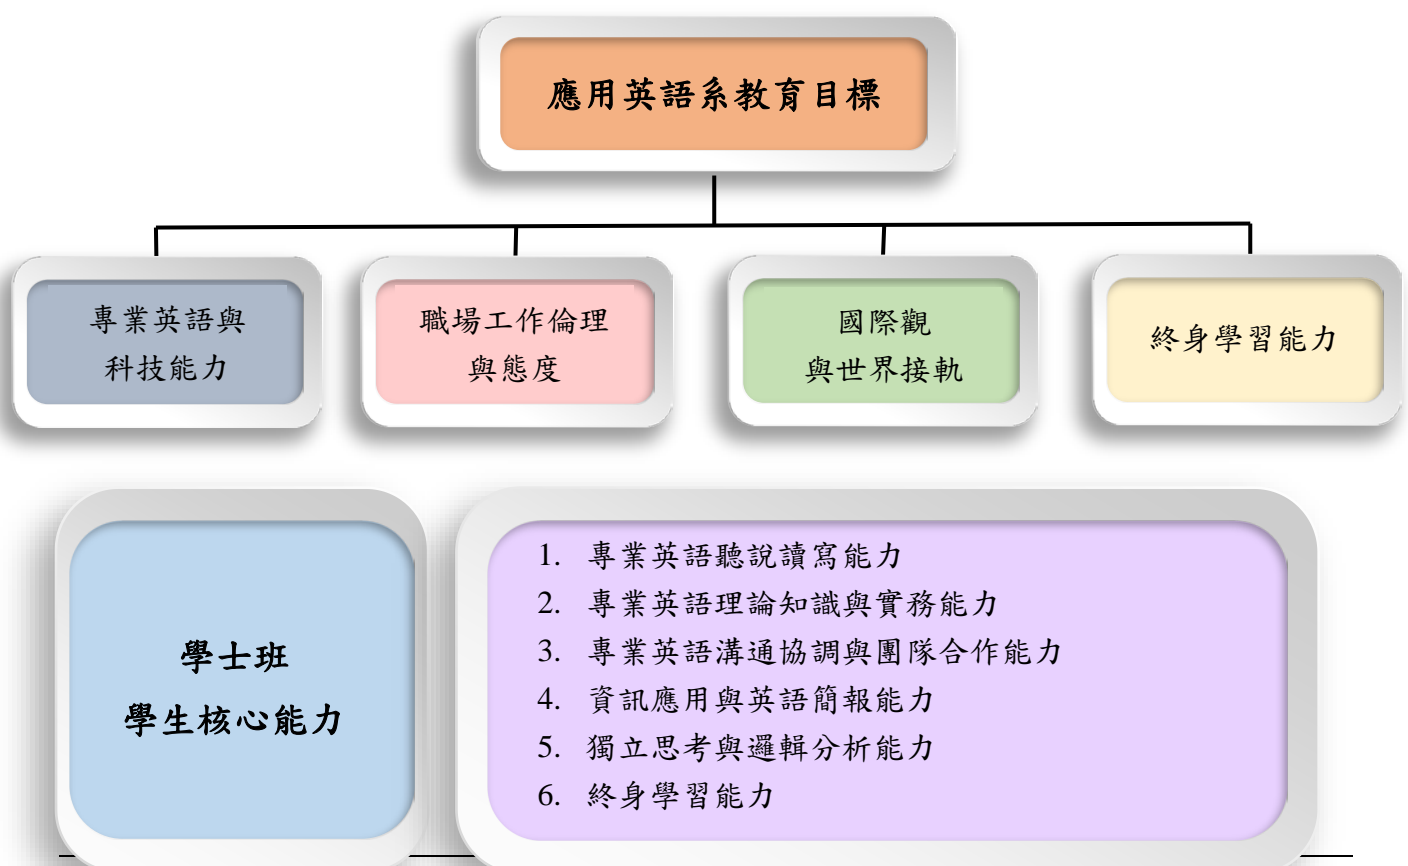 應用英語系教育目標
專業英語與
科技能力
職場工作倫理
與態度
國際觀
與世界接軌
終身學習能力
學士班
學生核心能力
1. 專業英語聽說讀寫能力
2. 專業英語理論知識與實務能力
3. 專業英語溝通協調與團隊合作能力
4. 資訊應用與英語簡報能力
5. 獨立思考與邏輯分析能力
6. 終身學習能力